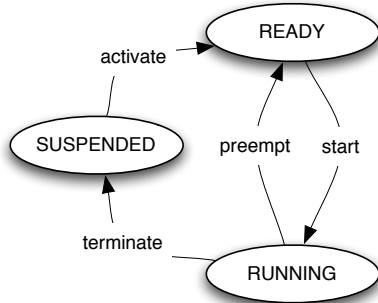 READY
activate
SUSPENDED
preempt
start
terminate
RUNNING